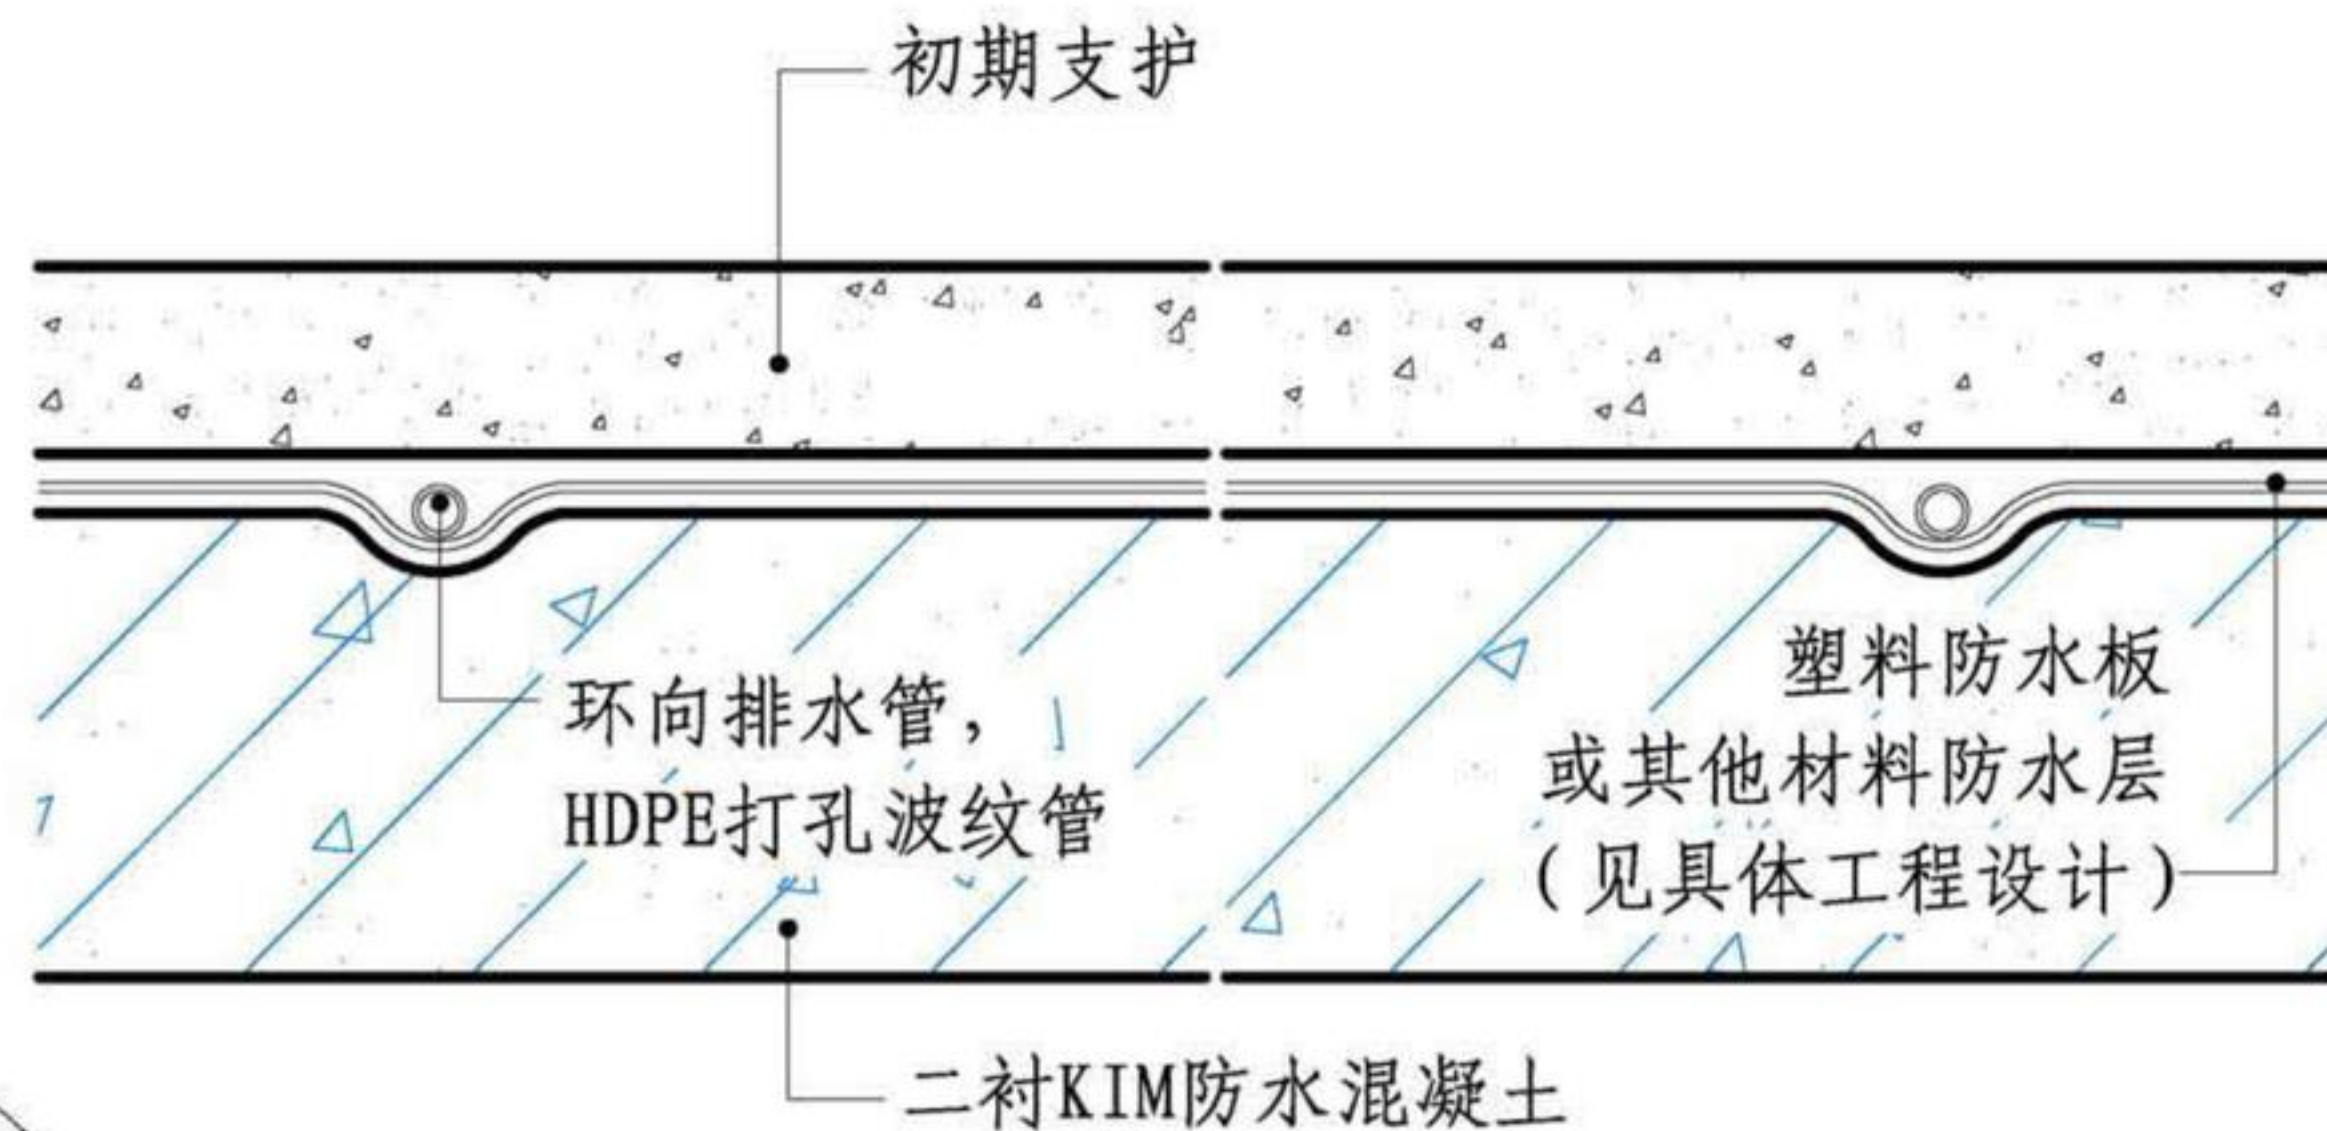 初期支护
环向排水管，
HDPE打孔波纹管
塑料防水板
或其他材料防水层
（见具体工程设计）
二衬KIM防水混凝土